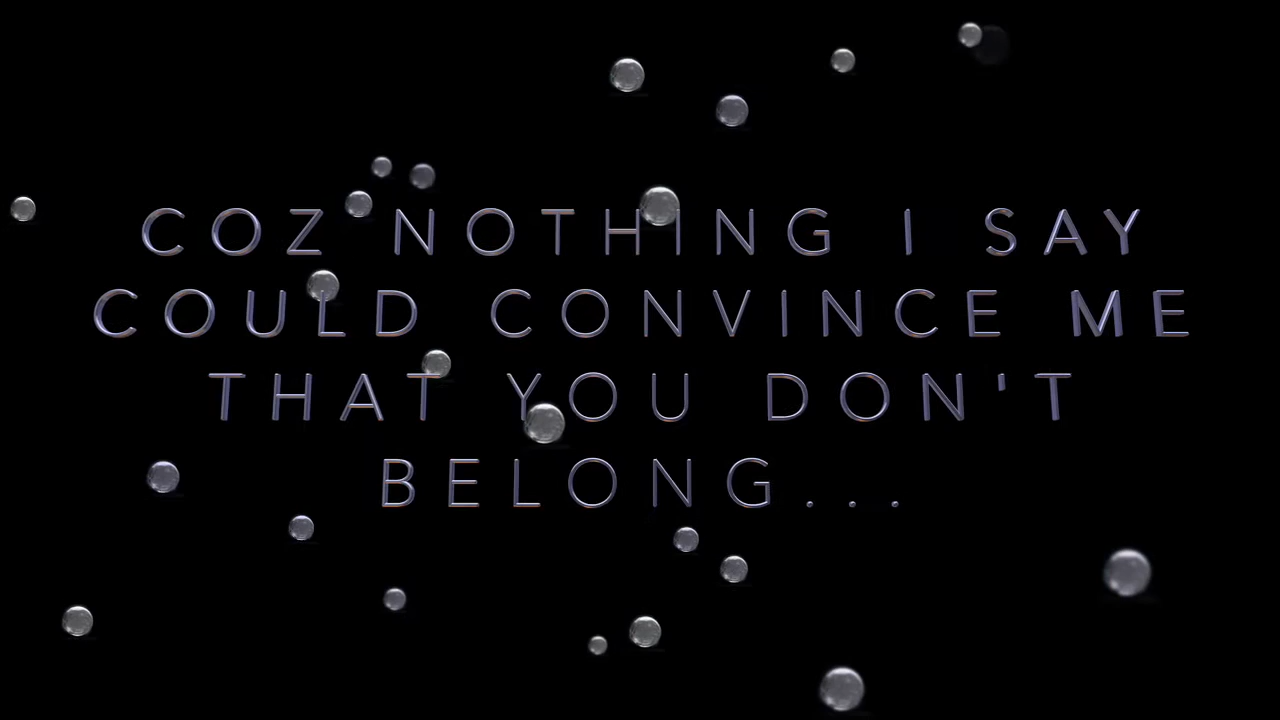 COZ NOTHING I SAY
COULD CONVINCE ME
THAT YOU DON'T
BELONG...